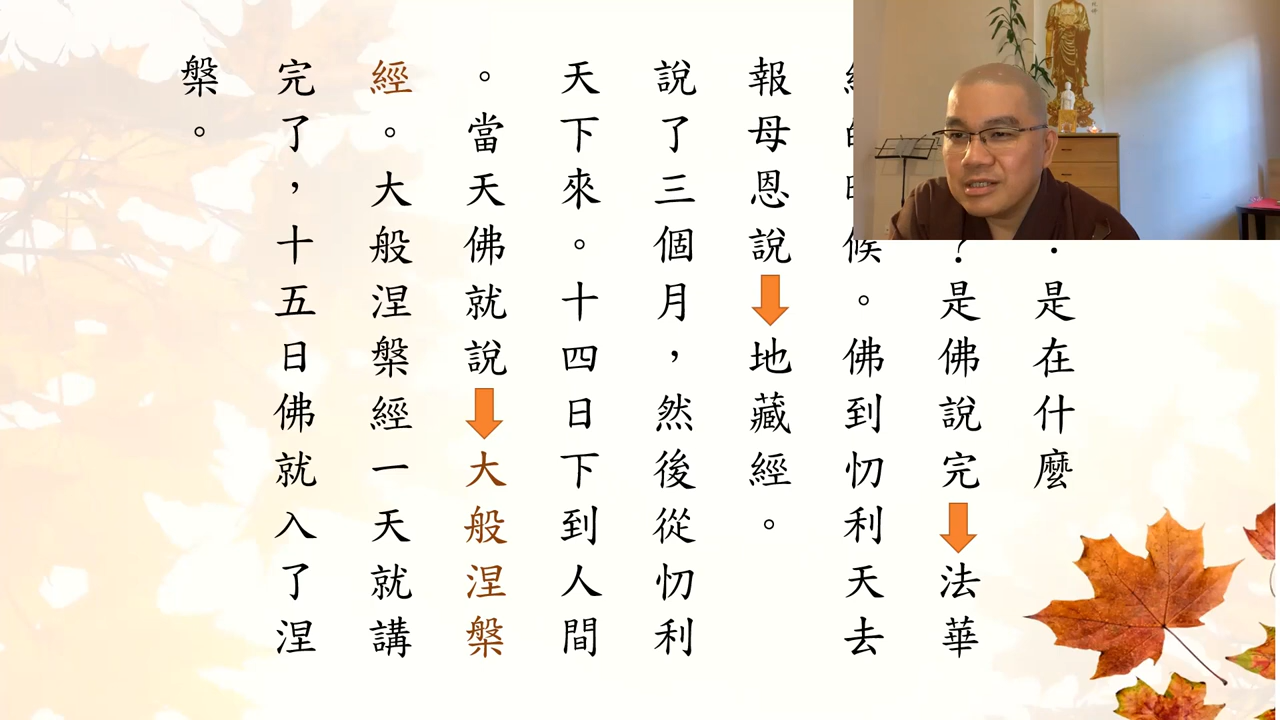 是在什麼
？是佛說完法華
候。佛到忉利天去
報母恩說地藏經。
說了三個月，然後從忉利
天下來。十四日下到人間
。當天佛就說大般涅槃
經。大般涅槃經一天就講
完了，十五日佛就入了涅
槃。